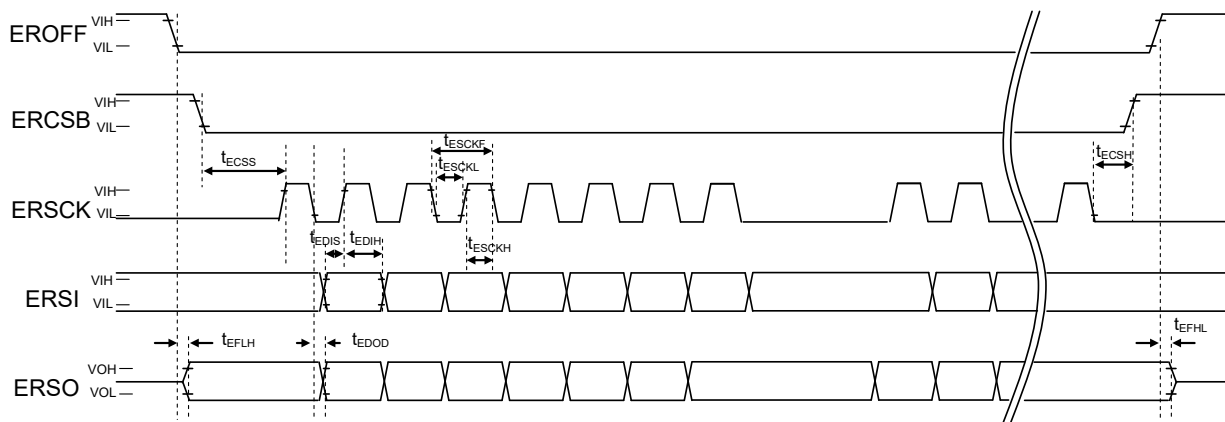 EROFF
VIH
VIL
ERCSB
VIH
VIL
tECSS
tESCKF
tESCKL
tECSH
ERSCK
VIH
VIL
tEDIS
tEDIH
tESCKH
ERSI
VIH
VIL
tEFLH
tEDOD
tEFHL
ERSO
VOH
VOL